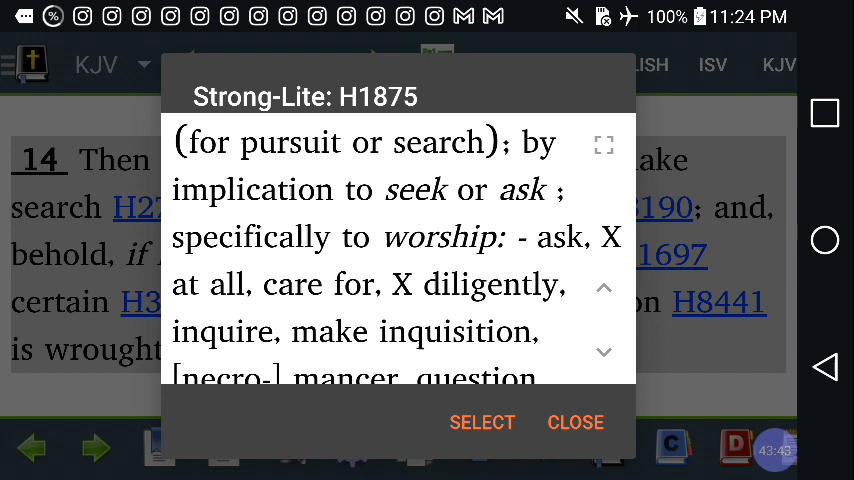 100% 11:24 PM
KJV
LISH ISV KJV
Strong-Lite: H1875
(for pursuit or search); by
implication to seek or ask ;
specifically to worship: - ask, X
at all, care for, X diligently,
inquire, make inquisition,
[necro-] mancer, question
SELECT CLOSE
14 Then
search H27 3190; and,
behold, if 1697
certain H3 on H8441
is wrought
C D 43:43